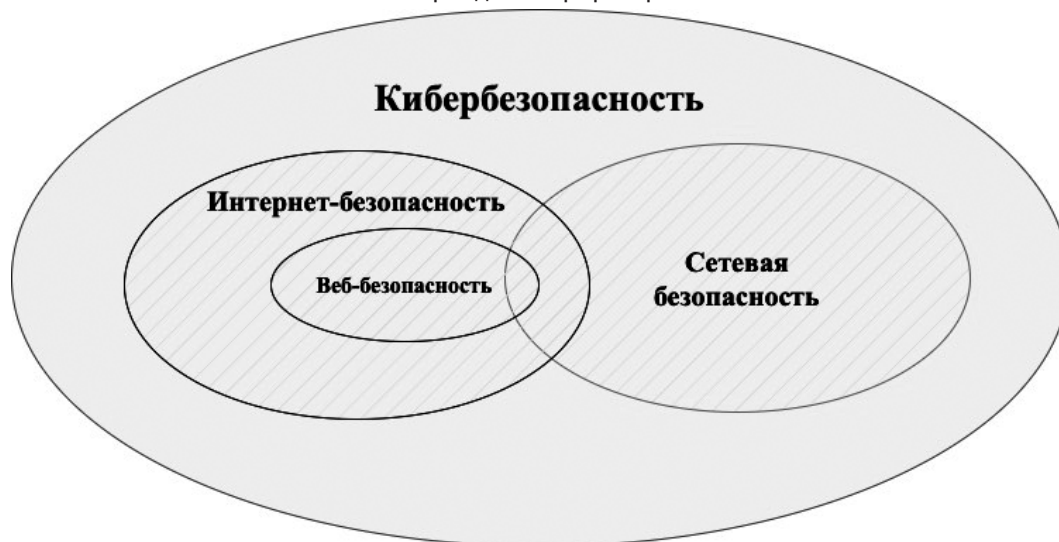 Кибербезопасность
Интернет-безопасность
Веб-безопасность
Сетевая
безопасность